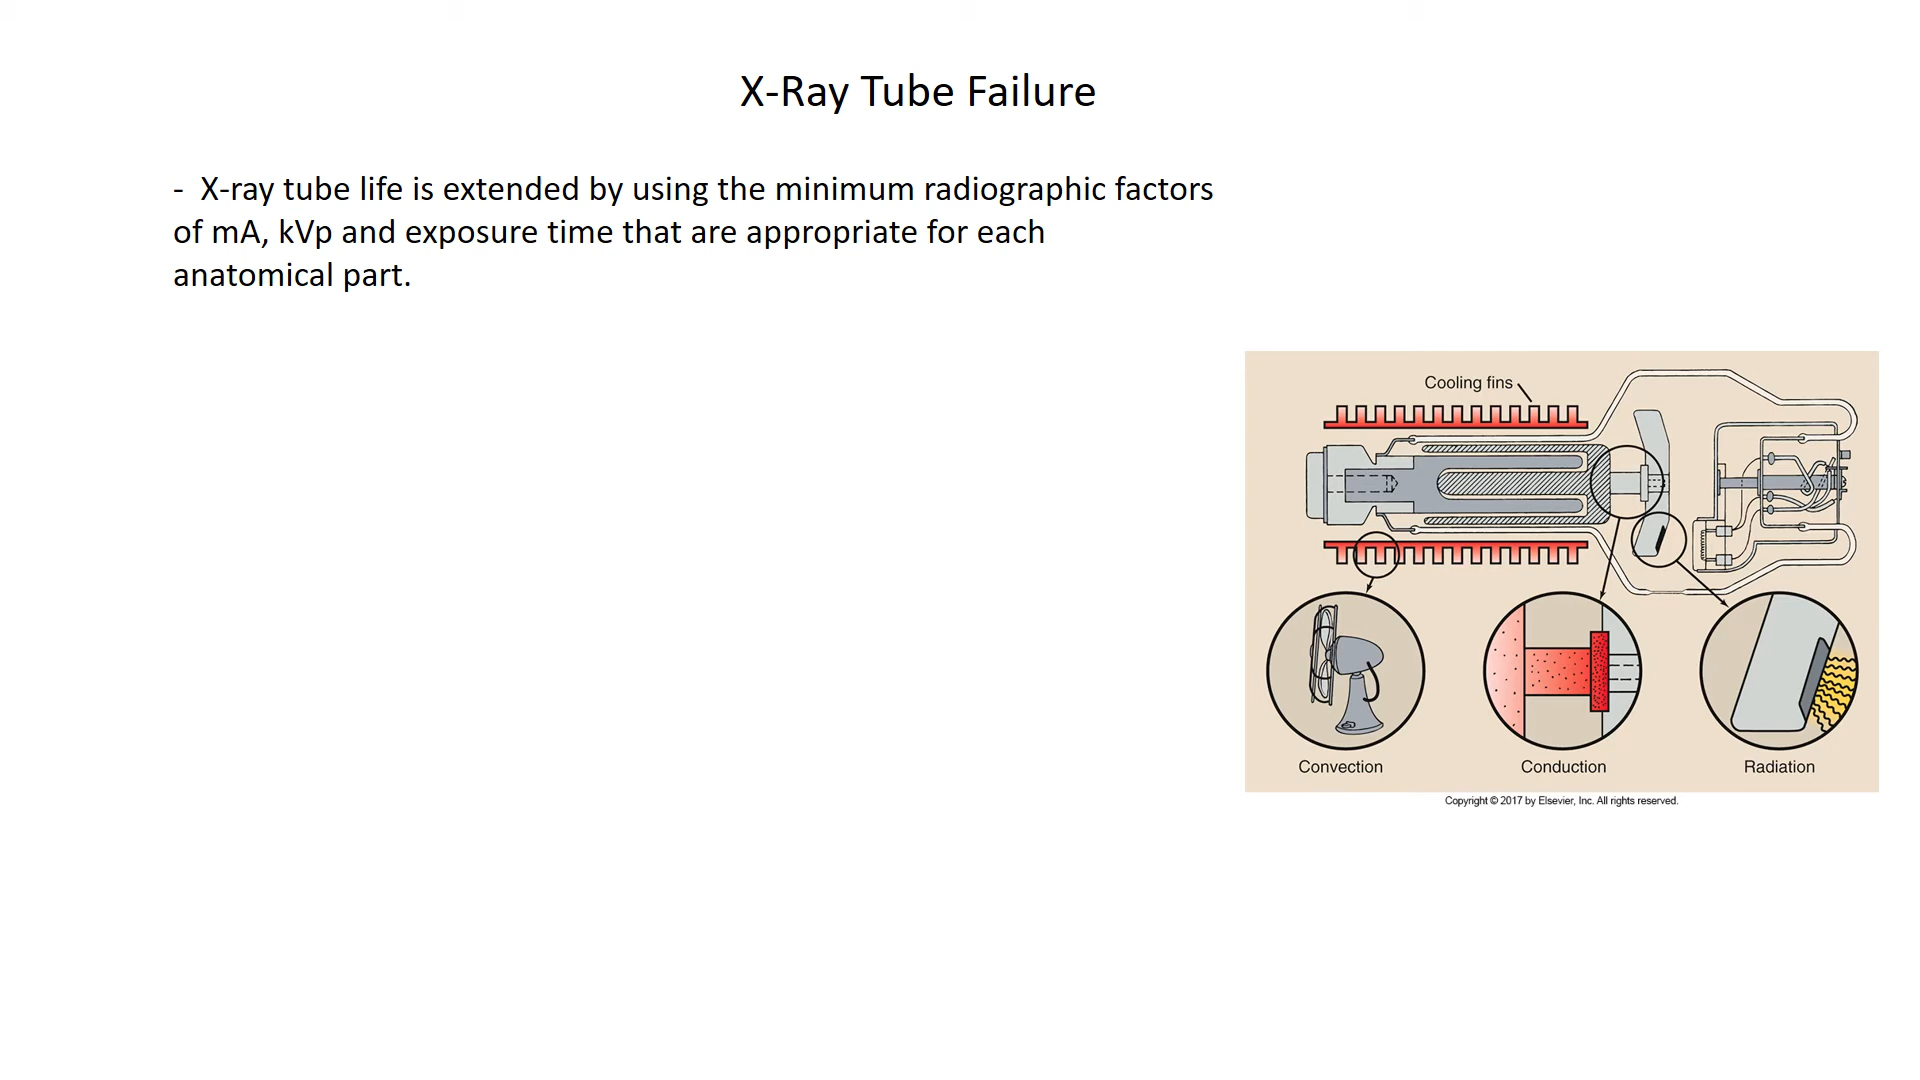 X-Ray Tube Failure
- X-ray tube life is extended by using the minimum radiographic factors
of mA, kVp and exposure time that are appropriate for each
anatomical part.
Cooling fins
Convection
Conduction
Radiation
Copyright © 2017 by Elsevier, Inc. All rights reserved.